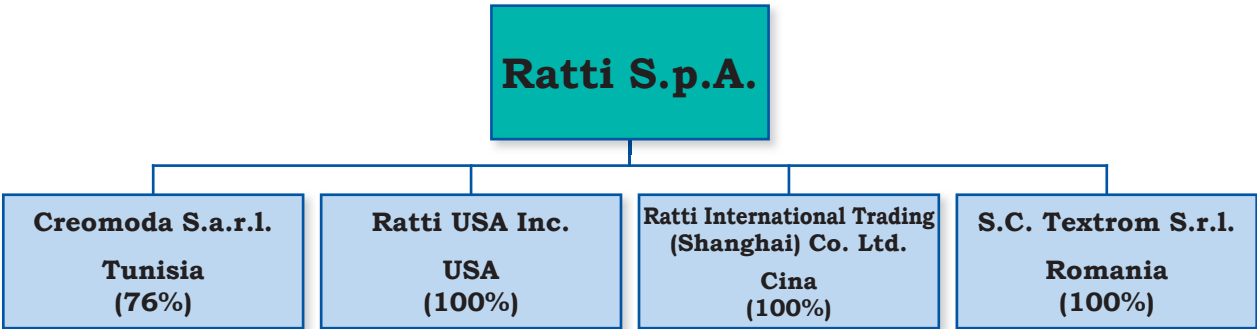 Ratti S.p.A.
Creomoda S.a.r.l.
Tunisia
(76%)
Ratti USA Inc.
USA
(100%)
Ratti International Trading
(Shanghai) Co. Ltd.
Cina
(100%)
S.C. Textrom S.r.l.
Romania
(100%)